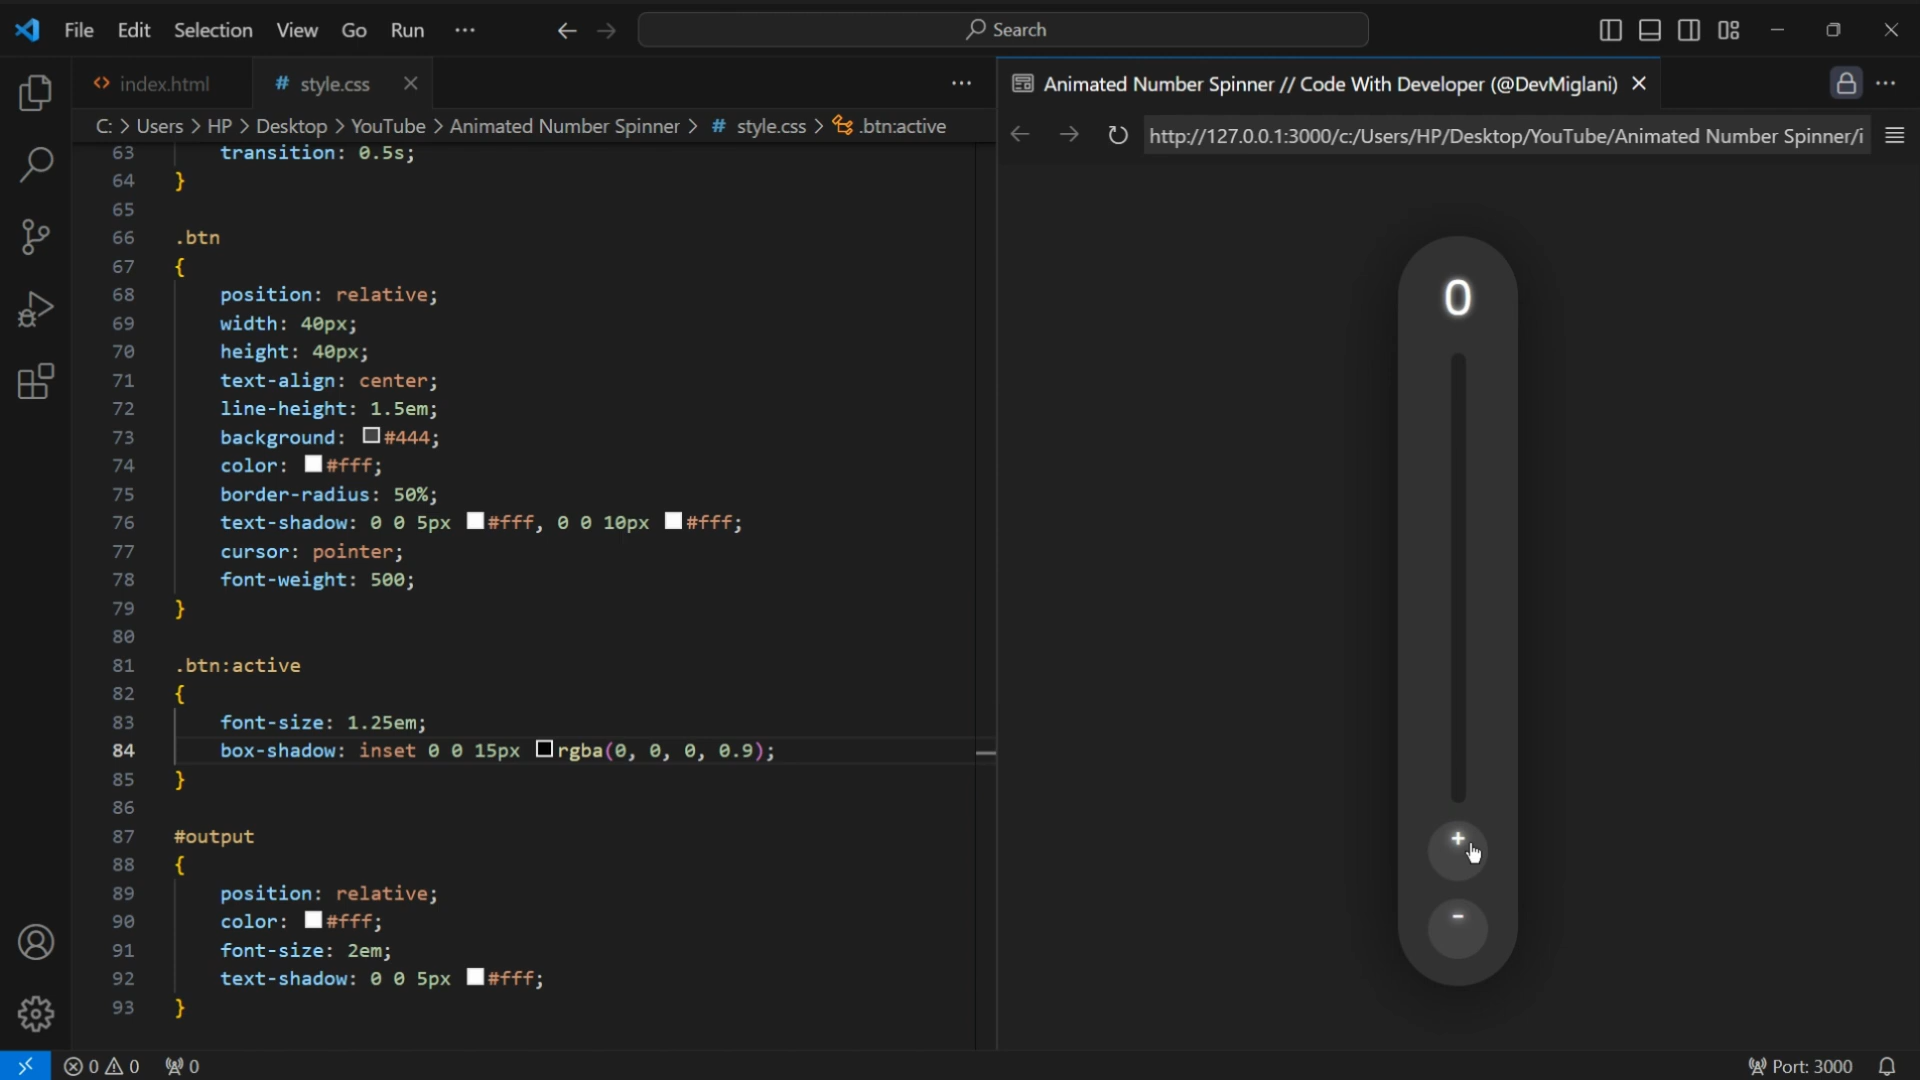 File Edit Selection View Go Run ··· Search
index.html # style.css
Animated Number Spinner // Code With Developer (@DevMiglani)
C: > Users > HP > Desktop > YouTube > Animated Number Spinner > # style.css > .btn:active
http://127.0.0.1:3000/c:/Users/HP/Desktop/YouTube/Animated Number Spinner/i
63 transition: 0.5s;
64 }
65
66 .btn
67 {
68 position: relative;
69 width: 40px;
70 height: 40px;
71 text-align: center;
72 line-height: 1.5em;
73 background: #444;
74 color: #fff;
75 border-radius: 50%;
76 text-shadow: 0 0 5px #fff, 0 0 10px #fff;
77 cursor: pointer;
78 font-weight: 500;
79 }
80
81 .btn:active
82 {
83 font-size: 1.25em;
84 box-shadow: inset 0 0 15px rgba(0, 0, 0, 0.9);
85 }
86
87 #output
88 {
89 position: relative;
90 color: #fff;
91 font-size: 2em;
92 text-shadow: 0 0 5px #fff;
93 }
0
+
-
0 0 0
Port: 3000